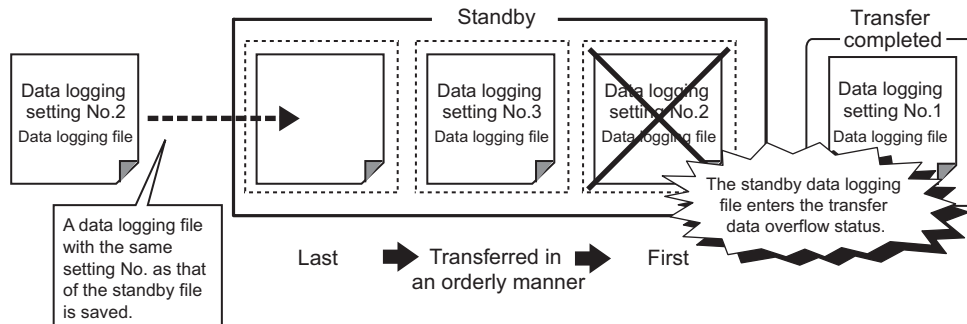 Standby
Transfer
completed
Data logging
setting No.2
Data logging file
Data logging
setting No.3
Data logging file
Data logging
setting No.2
Data logging file
Data logging
setting No.1
Data logging file
The standby data logging
file enters the transfer
data overflow status.
A data logging file
with the same
setting No. as that
of the standby file
is saved.
Last
Transferred in
an orderly manner
First